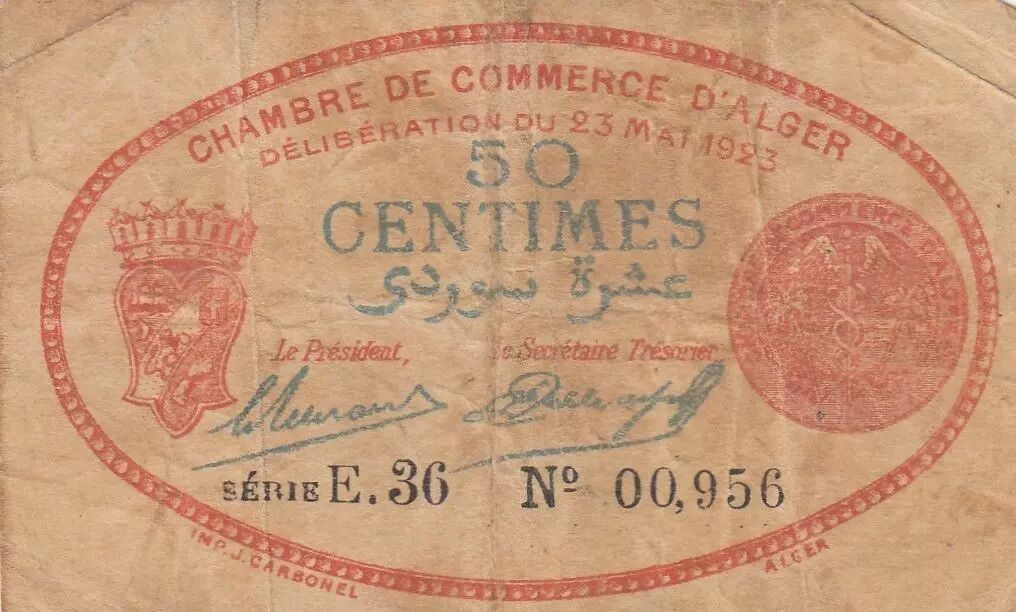 CHAMBRE DE COMMERCE D'ALGER
DÉLIBÉRATION DU 23 MAI 1923
50
CENTIMES
عشرة سوردى
COMMERCE
Le Président,
le Secrétaire Trésorier
SÉRIE E.36 Nº 00,956
IMP. J. CARBONEL
ALGER